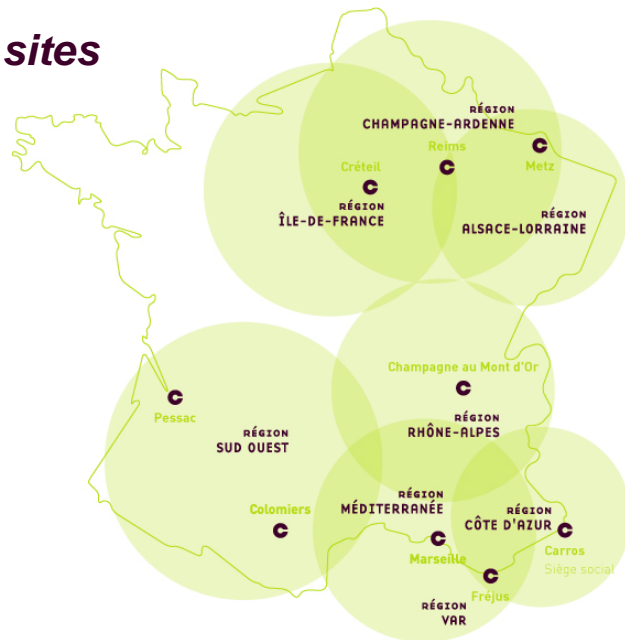 sites
RÉGION
CHAMPAGNE-ARDENNE
Reims
Metz
Créteil
RÉGION
ÎLE-DE-FRANCE
RÉGION
ALSACE-LORRAINE
Champagne au Mont d'Or
RÉGION
RHÔNE-ALPES
Pessac
RÉGION
SUD OUEST
Colomiers
RÉGION
MÉDITERRANÉE
Marseille
RÉGION
CÔTE D'AZUR
Carros
Siège social
Fréjus
RÉGION
VAR